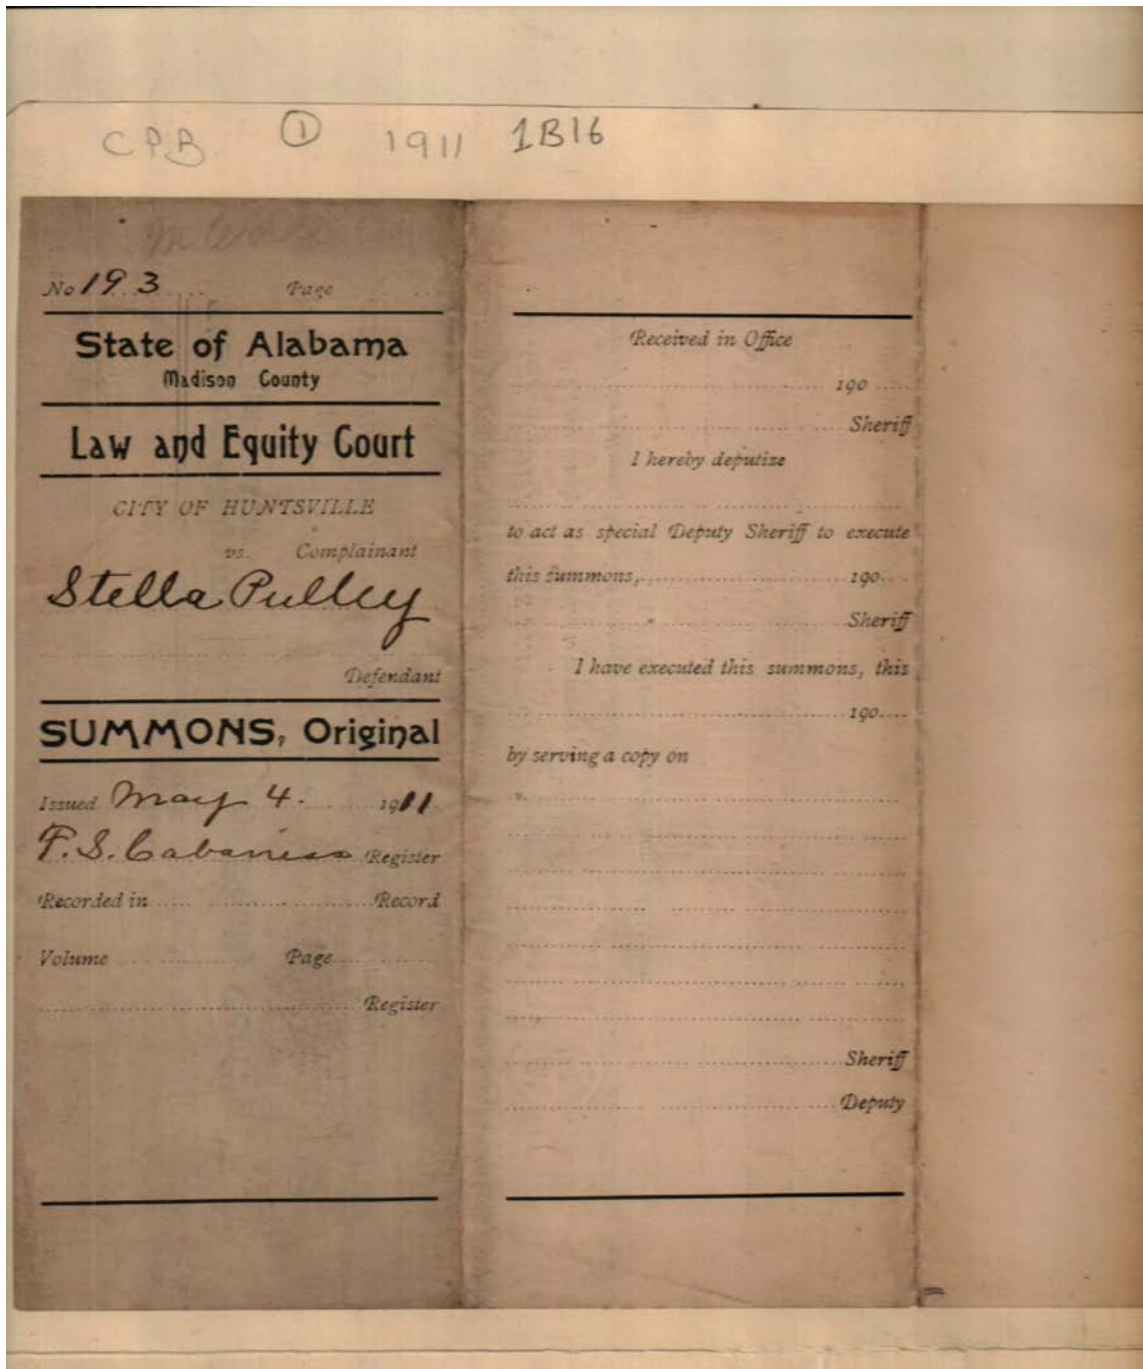 CPB ① 1911 1B16
No 193 Page
State of Alabama
Madison County
Law and Equity Court
CITY OF HUNTSVILLE
vs. Complainant
Stella Pulley
Defendant
SUMMONS, Original
Issued May 4. 1911
F.S. Cabaniss Register
Recorded in Record
Volume Page
Register
Received in Office
190
Sheriff
I hereby deputize
to act as special Deputy Sheriff to execute
this summons, 190
Sheriff
I have executed this summons, this
190
by serving a copy on
Sheriff
Deputy